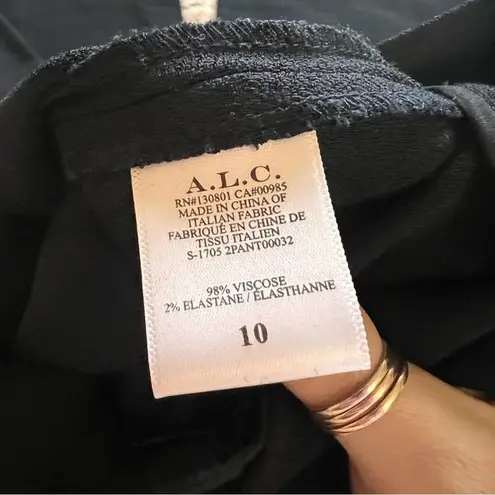 A.L.C.
RN#130801 CA#00985
MADE IN CHINA OF
ITALIAN FABRIC
FABRIQUÉ EN CHINE DE
TISSU ITALIEN
S-1705 2PANT00032
98% VISCOSE
2% ELASTANE / ÉLASTHANNE
10